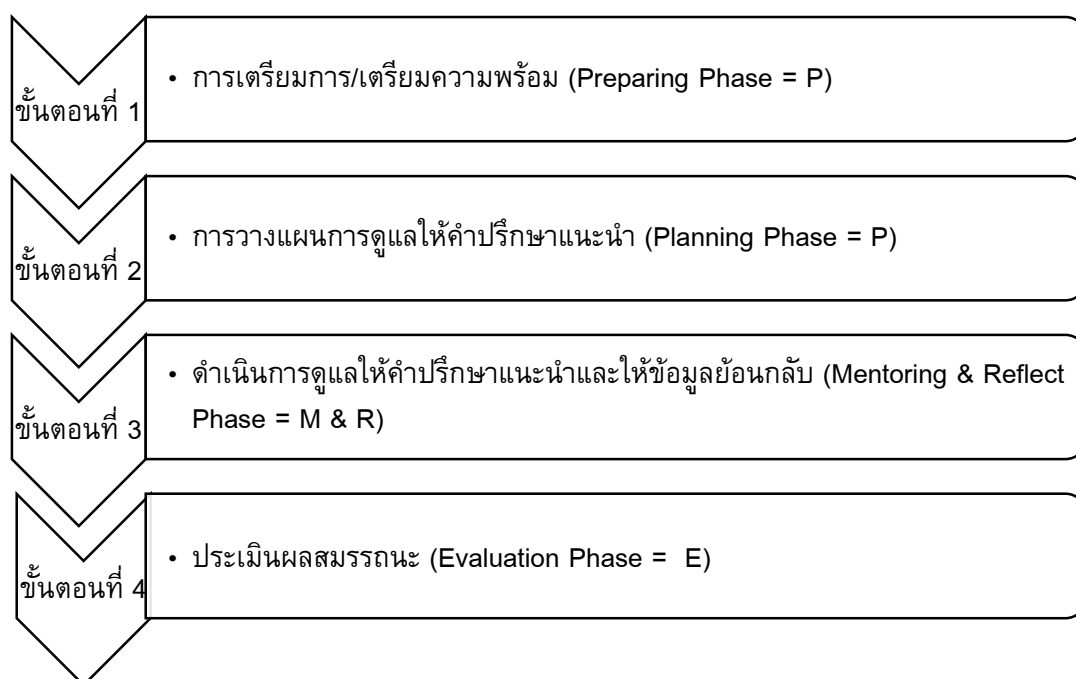 ขั้นตอนที่ 1
• การเตรียมการ/เตรียมความพร้อม (Preparing Phase = P)
ขั้นตอนที่ 2
• การวางแผนการดูแลให้คำปรึกษาแนะนำ (Planning Phase = P)
ขั้นตอนที่ 3
• ดำเนินการดูแลให้คำปรึกษาแนะนำและให้ข้อมูลย้อนกลับ (Mentoring & Reflect
Phase = M & R)
ขั้นตอนที่ 4
• ประเมินผลสมรรถนะ (Evaluation Phase = E)